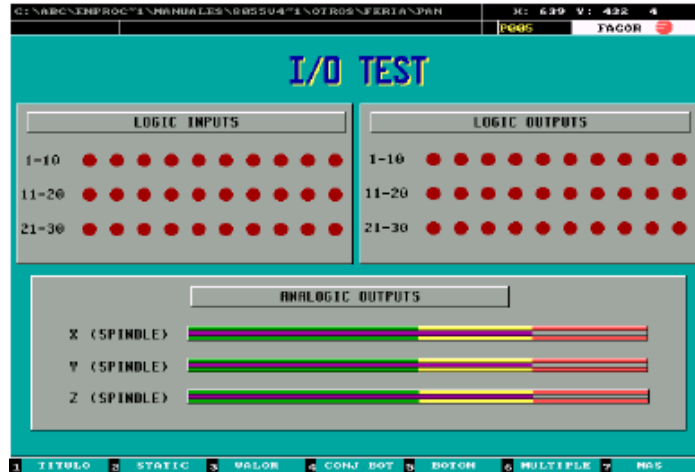 C:\ABC\ENPROC~1\MANUALES\8055V4~1\OTROS\FERIA\PAN X: 639 Y: 432 4
P005 FAGOR
I/O TEST
LOGIC INPUTS
1-10
11-20
21-30
LOGIC OUTPUTS
1-10
11-20
21-30
ANALOGIC OUTPUTS
X (SPINDLE)
Y (SPINDLE)
Z (SPINDLE)
1 TITULO 2 STATIC 3 VALOR 4 CONJ BOT 5 BOTON 6 MULTIPLE 7 MAS